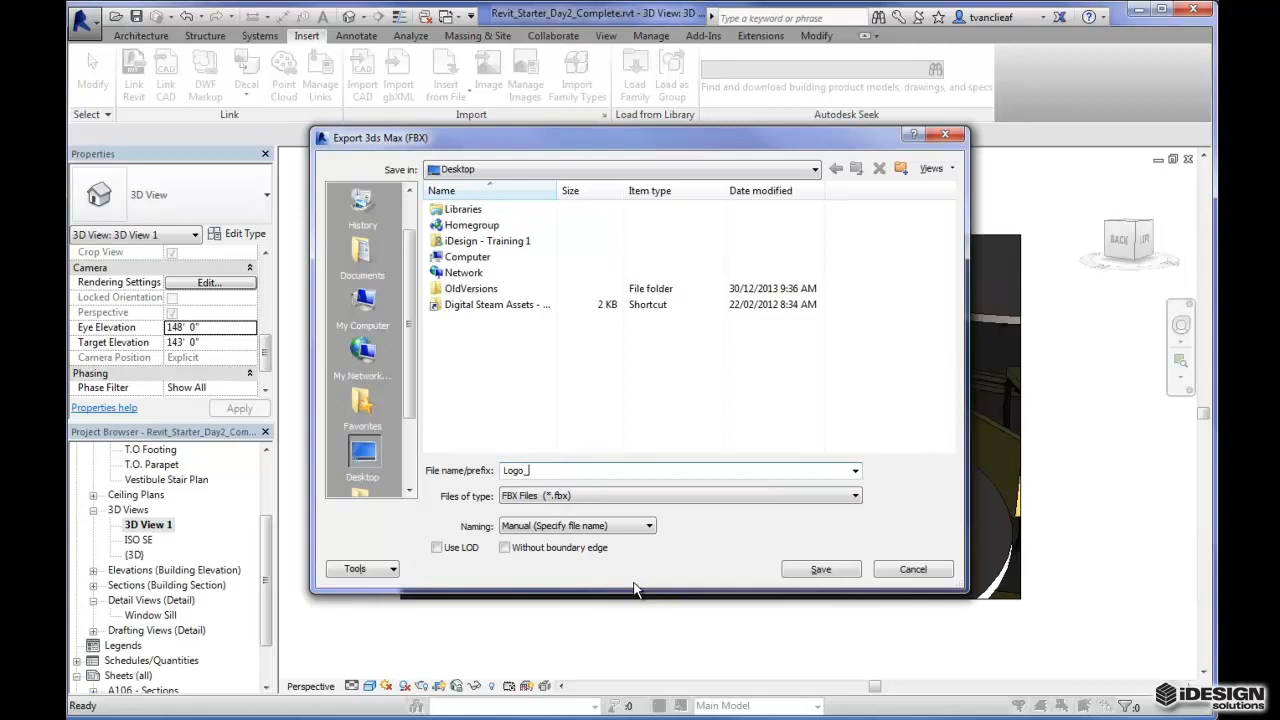 Revit_Starter_Day2_Complete.rvt - 3D View: 3D ...
Type a keyword or phrase
tvanclieaf
Architecture Structure Systems Insert Annotate Analyze Massing & Site Collaborate View Manage Add-Ins Extensions Modify
Modify
Link Revit
Link CAD
DWF Markup
Decal
Point Cloud
Manage Links
Import CAD
Import gbXML
Insert from File
Image
Manage Images
Import Family Types
Load Family
Load as Group
Find and download building product models, drawings, and specs
Select Link Import Load from Library Autodesk Seek
Properties
3D View
3D View: 3D View 1 Edit Type
Crop View
Camera
Rendering Settings Edit...
Locked Orientation
Perspective
Eye Elevation 148' 0"
Target Elevation 143' 0"
Camera Position Explicit
Phasing
Phase Filter Show All
Properties help Apply
Project Browser - Revit_Starter_Day2_Com...
T.O Footing
T.O. Parapet
Vestibule Stair Plan
Ceiling Plans
3D Views
3D View 1
ISO SE
{3D}
Elevations (Building Elevation)
Sections (Building Section)
Detail Views (Detail)
Window Sill
Drafting Views (Detail)
Legends
Schedules/Quantities
Sheets (all)
A106 - Sections
Export 3ds Max (FBX)
Save in: Desktop Views
Name Size Item type Date modified
Libraries
Homegroup
iDesign - Training 1
Computer
Network
OldVersions File folder 30/12/2013 9:36 AM
Digital Steam Assets - ... 2 KB Shortcut 22/02/2012 8:34 AM
History
Documents
My Computer
My Network...
Favorites
Desktop
File name/prefix: Logo_
Files of type: FBX Files (*.fbx)
Naming: Manual (Specify file name)
Use LOD Without boundary edge
Tools Save Cancel
BACK
Perspective
Ready :0 Main Model :0
iDESIGN
solutions